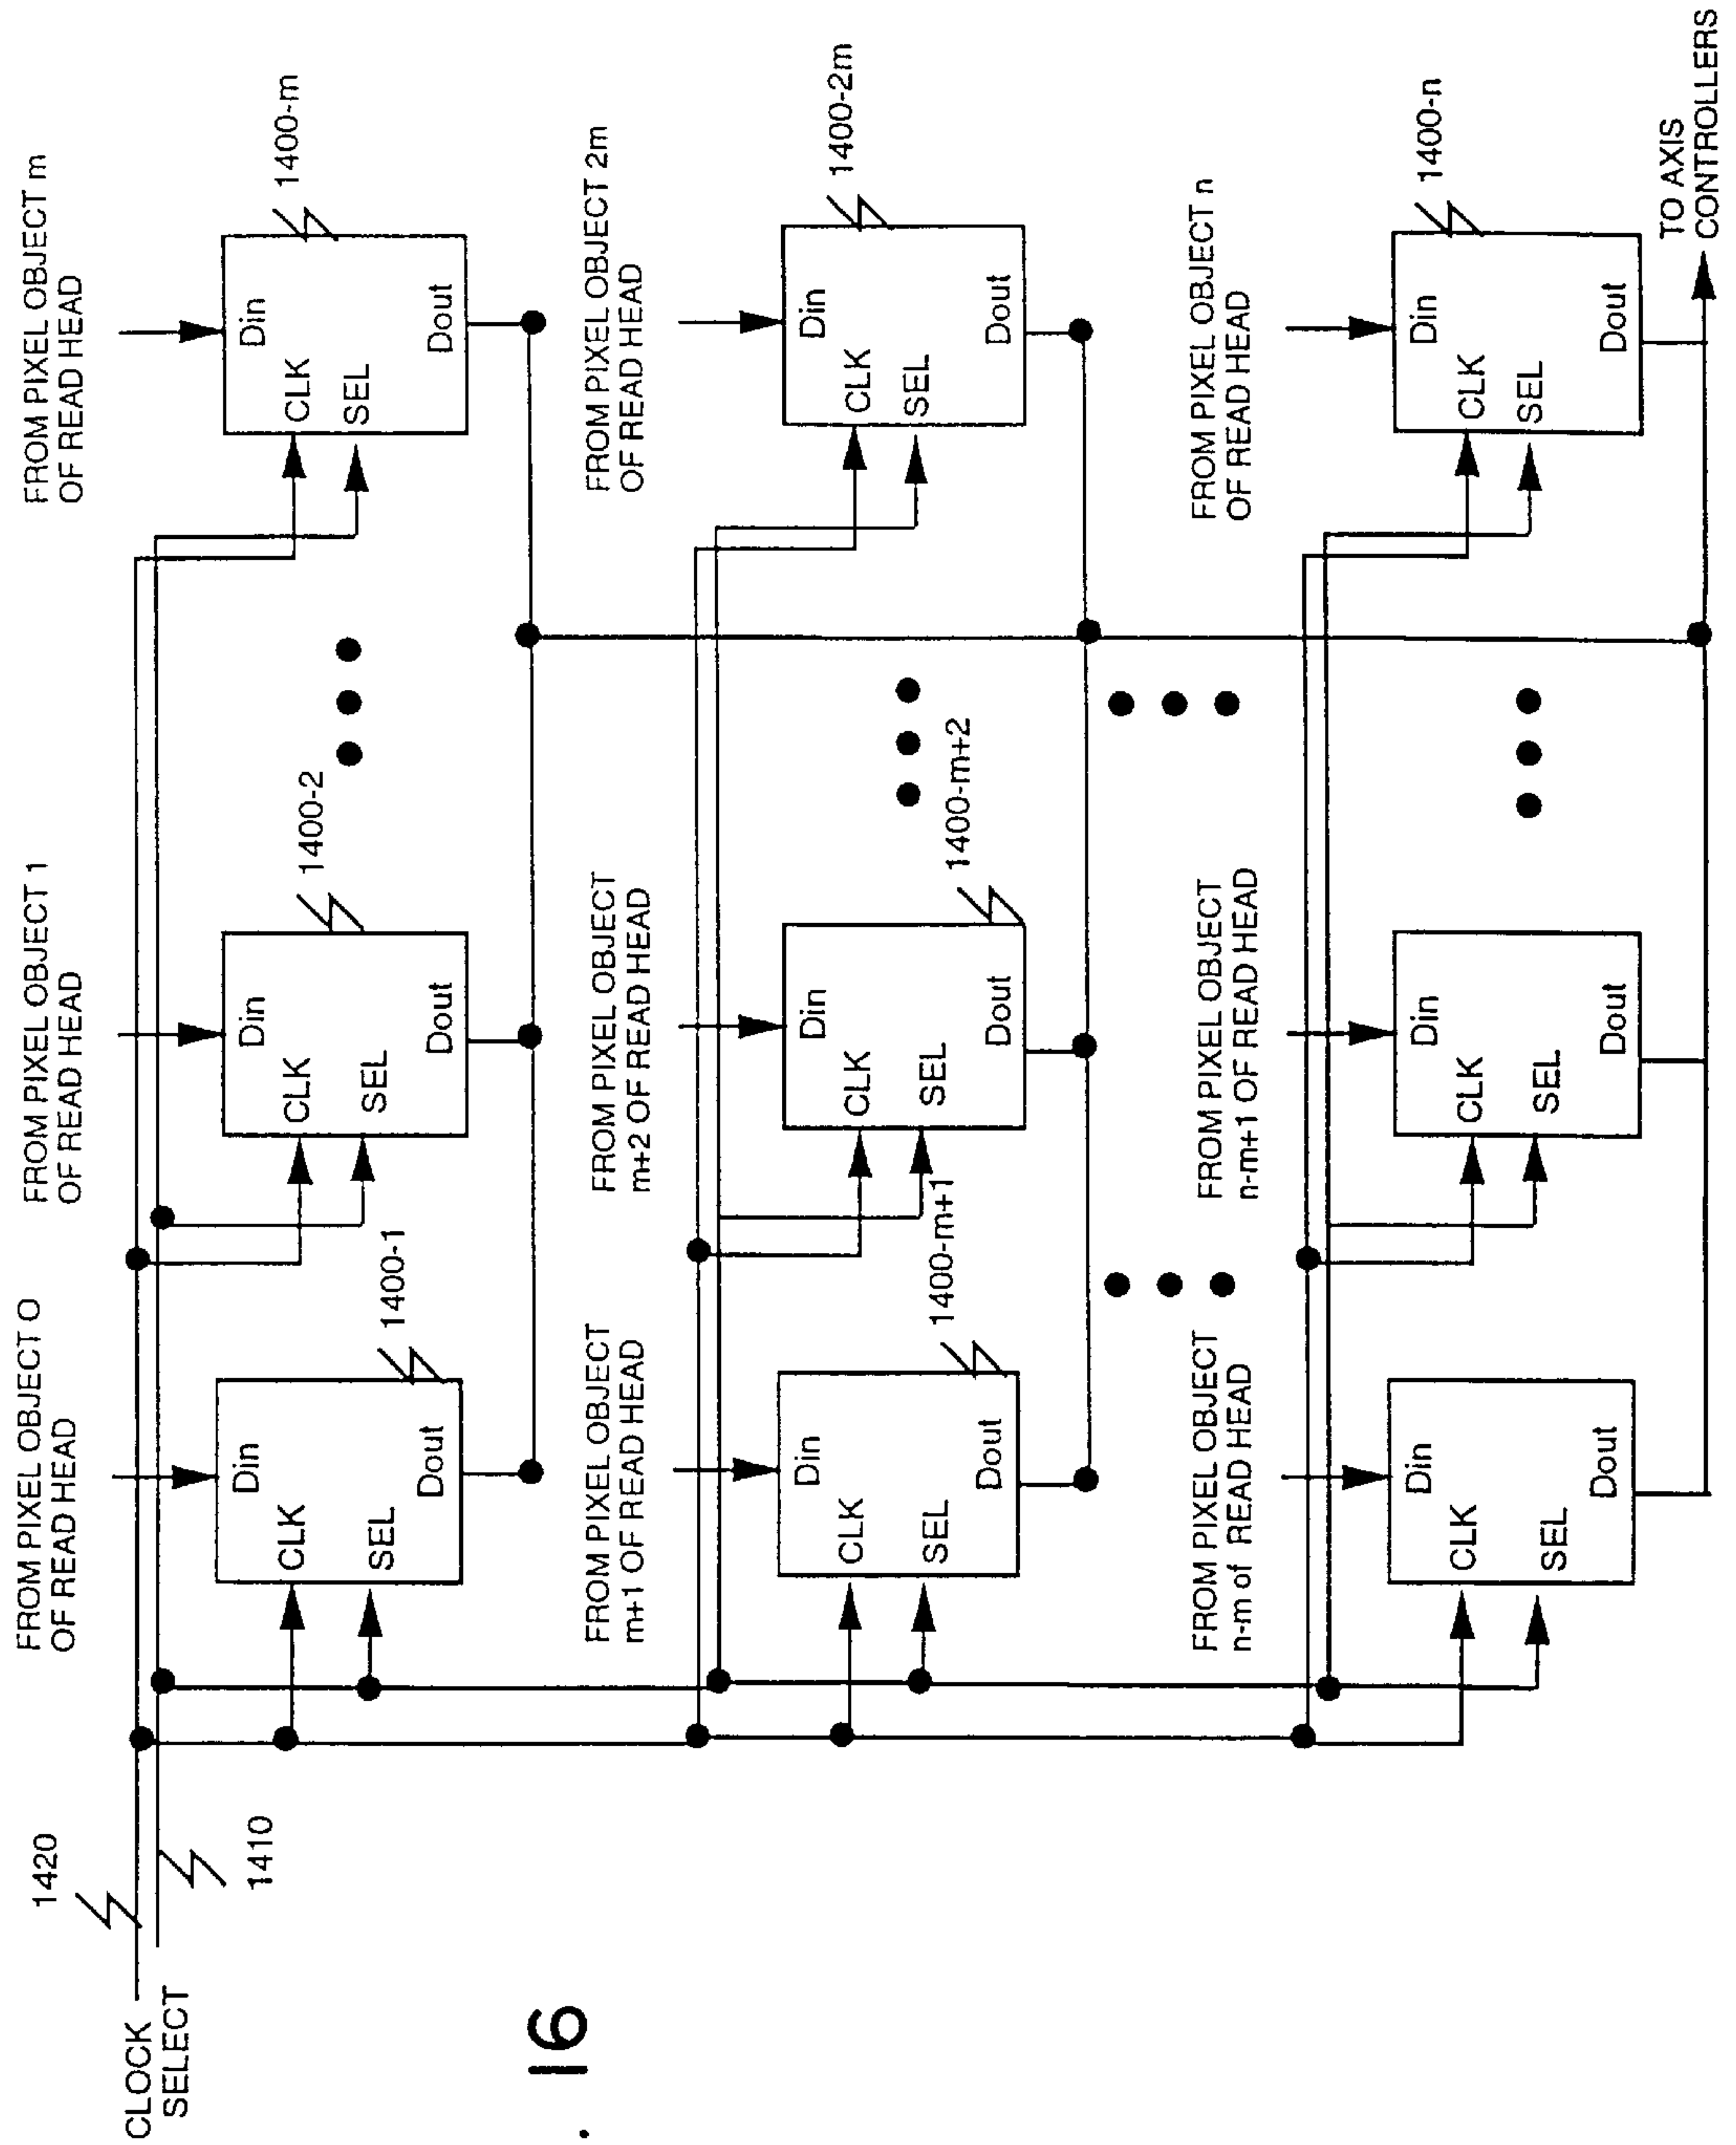 CLOCK
SELECT
1420
1410
FROM PIXEL OBJECT O
OF READ HEAD
FROM PIXEL OBJECT 1
OF READ HEAD
FROM PIXEL OBJECT m
OF READ HEAD
Din
CLK
SEL
Dout
1400-1
Din
CLK
SEL
Dout
1400-2
Din
CLK
SEL
Dout
1400-m
FROM PIXEL OBJECT
m+1 OF READ HEAD
FROM PIXEL OBJECT
m+2 OF READ HEAD
FROM PIXEL OBJECT 2m
OF READ HEAD
Din
CLK
SEL
Dout
1400-m+1
Din
CLK
SEL
Dout
1400-m+2
Din
CLK
SEL
Dout
1400-2m
FROM PIXEL OBJECT
n-m of READ HEAD
FROM PIXEL OBJECT
n-m+1 OF READ HEAD
FROM PIXEL OBJECT n
OF READ HEAD
Din
CLK
SEL
Dout
Din
CLK
SEL
Dout
Din
CLK
SEL
Dout
1400-n
TO AXIS
CONTROLLERS
. 16